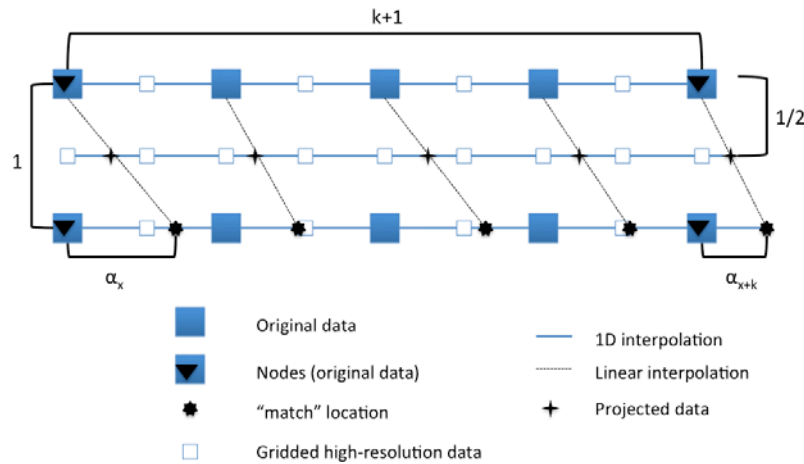 k+1
1
1/2
αx
αx+k
Original data
Nodes (original data)
“match” location
Gridded high-resolution data
1D interpolation
Linear interpolation
Projected data